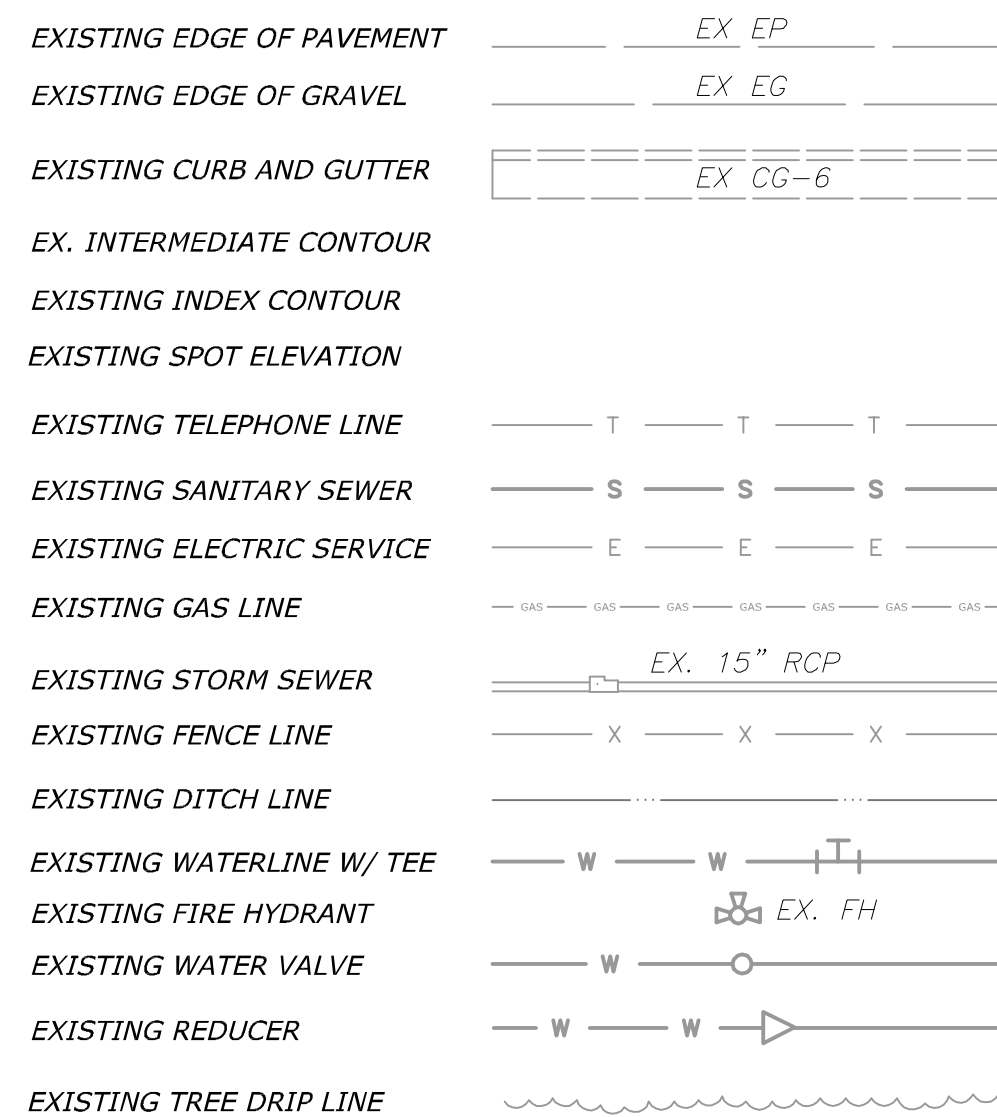 EXISTING EDGE OF PAVEMENT EX EP
EXISTING EDGE OF GRAVEL EX EG
EXISTING CURB AND GUTTER EX CG-6
EX. INTERMEDIATE CONTOUR
EXISTING INDEX CONTOUR
EXISTING SPOT ELEVATION
EXISTING TELEPHONE LINE T T T
EXISTING SANITARY SEWER S S S
EXISTING ELECTRIC SERVICE E E E
EXISTING GAS LINE GAS GAS GAS GAS GAS GAS GAS
EXISTING STORM SEWER EX. 15” RCP
EXISTING FENCE LINE X X X
EXISTING DITCH LINE
EXISTING WATERLINE W/ TEE W W
EXISTING FIRE HYDRANT EX. FH
EXISTING WATER VALVE W
EXISTING REDUCER W W
EXISTING TREE DRIP LINE